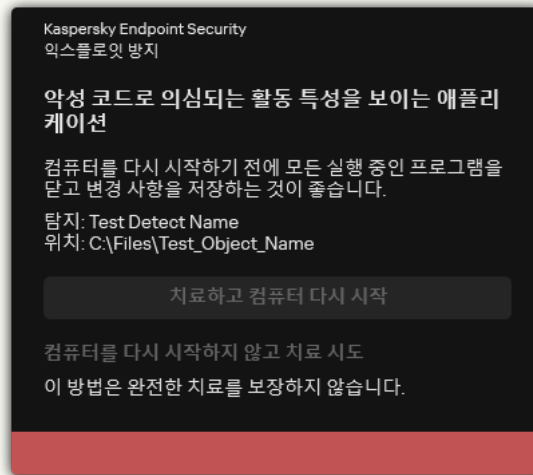 Kaspersky Endpoint Security
익스플로잇 방지
악성 코드로 의심되는 활동 특성을 보이는 애플리
케이션
컴퓨터를 다시 시작하기 전에 모든 실행 중인 프로그램을
닫고 변경 사항을 저장하는 것이 좋습니다.
탐지: Test Detect Name
위치: C:\Files\Test_Object_Name
치료하고 컴퓨터 다시 시작
컴퓨터를 다시 시작하지 않고 치료 시도
이 방법은 완전한 치료를 보장하지 않습니다.